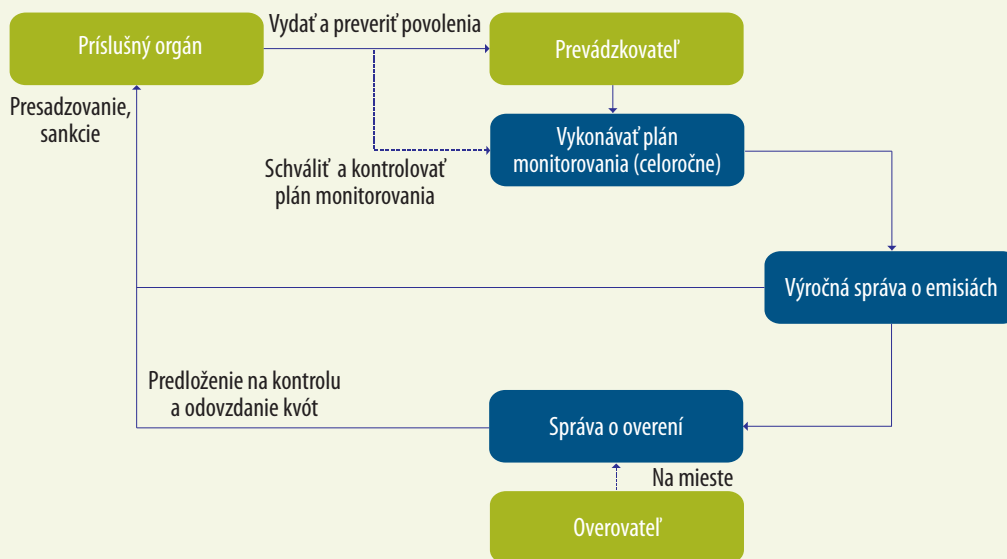 Vydať a preveriť povolenia
Príslušný orgán
Prevádzkovateľ
Presadzovanie,
sankcie
Vykonávať plán
monitorovania (celoročne)
Schváliť a kontrolovať
plán monitorovania
Výročná správa o emisiách
Predloženie na kontrolu
a odovzdanie kvót
Správa o overení
Na mieste
Overovateľ